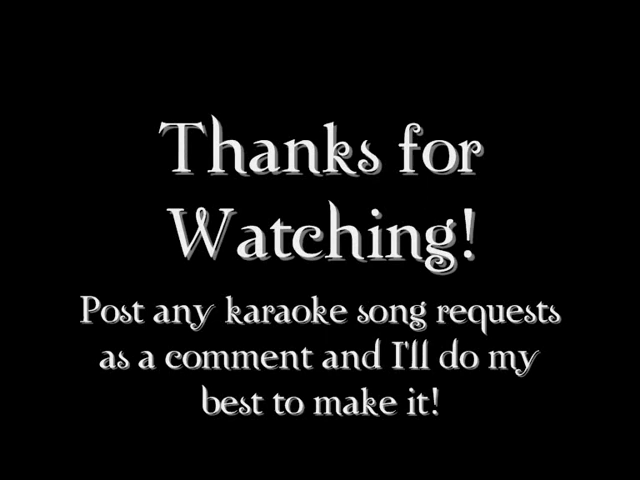 Thanks for
Watching!
Post any karaoke song requests
as a comment and I'll do my
best to make it!